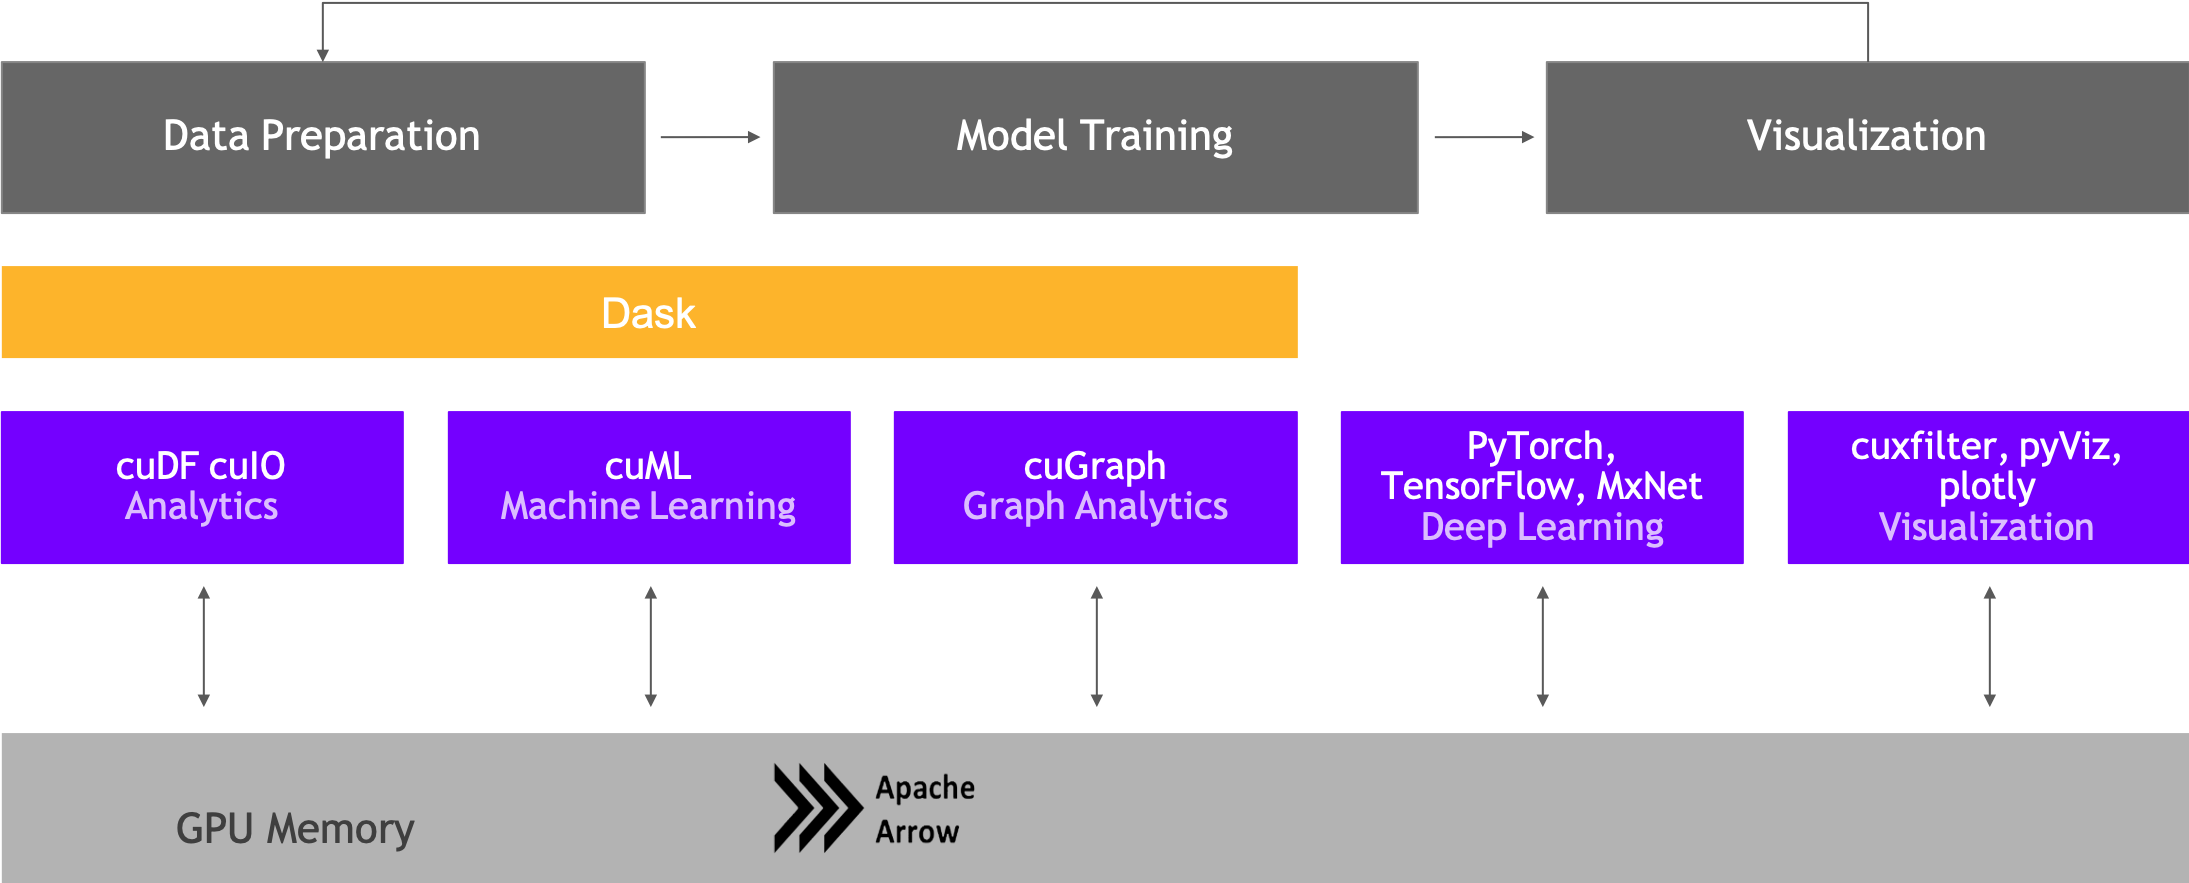 Data Preparation
Model Training
Visualization
Dask
cuDF cuIO
Analytics
cuML
Machine Learning
cuGraph
Graph Analytics
PyTorch,
TensorFlow, MxNet
Deep Learning
cuxfilter, pyViz,
plotly
Visualization
GPU Memory
Apache
Arrow